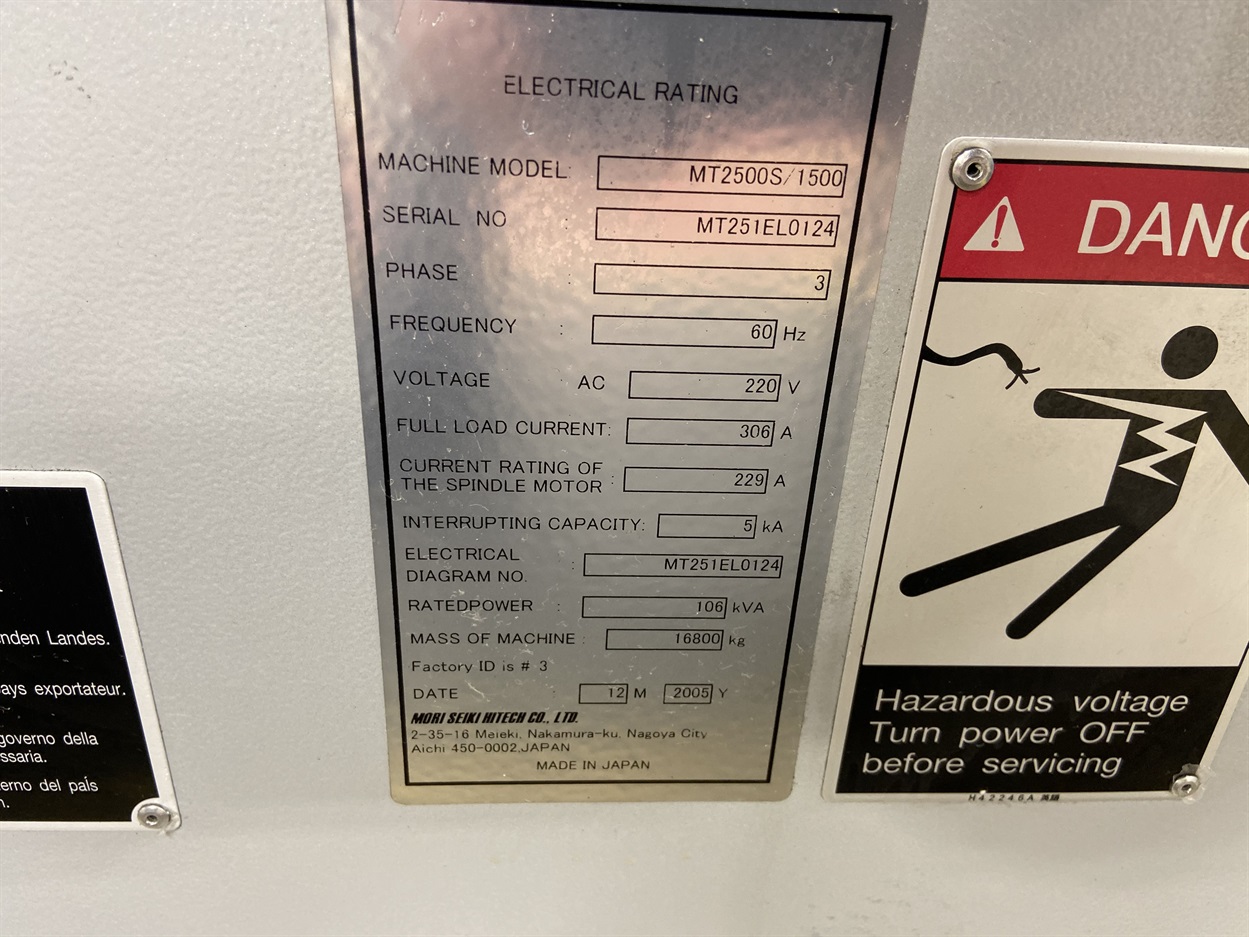 ELECTRICAL RATING
MACHINE MODEL: MT2500S/1500
SERIAL NO : MT251EL0124
PHASE : 3
FREQUENCY : 60 Hz
VOLTAGE : AC 220 V
FULL LOAD CURRENT: 306 A
CURRENT RATING OF
THE SPINDLE MOTOR : 229 A
INTERRUPTING CAPACITY: 5 kA
ELECTRICAL
DIAGRAM NO. : MT251EL0124
RATEDPOWER : 106 kVA
MASS OF MACHINE : 16800 kg
Factory ID is # 3
DATE : 12 M 2005 Y
MORI SEIKI HITECH CO., LTD.
2-35-16 Meieki, Nakamura-ku, Nagoya City
Aichi 450-0002,JAPAN
MADE IN JAPAN
DANG
Hazardous voltage
Turn power OFF
before servicing
H42246A
nden Landes.
ays exportateur.
governo della
ssaria.
erno del país
n.